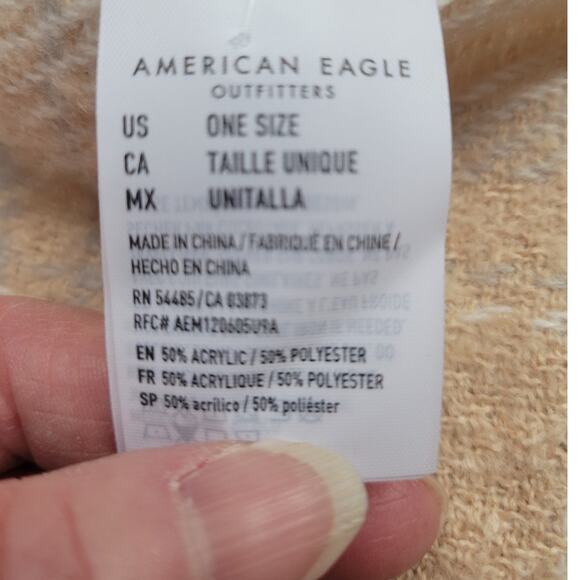 AMERICAN EAGLE
OUTFITTERS
US ONE SIZE
CA TAILLE UNIQUE
MX UNITALLA
MADE IN CHINA / FABRIQUÉ EN CHINE /
HECHO EN CHINA
RN 54485 / CA 03873
RFC# AEM120605U9A
EN 50% ACRYLIC / 50% POLYESTER
FR 50% ACRYLIQUE / 50% POLYESTER
SP 50% acrílico / 50% poliéster